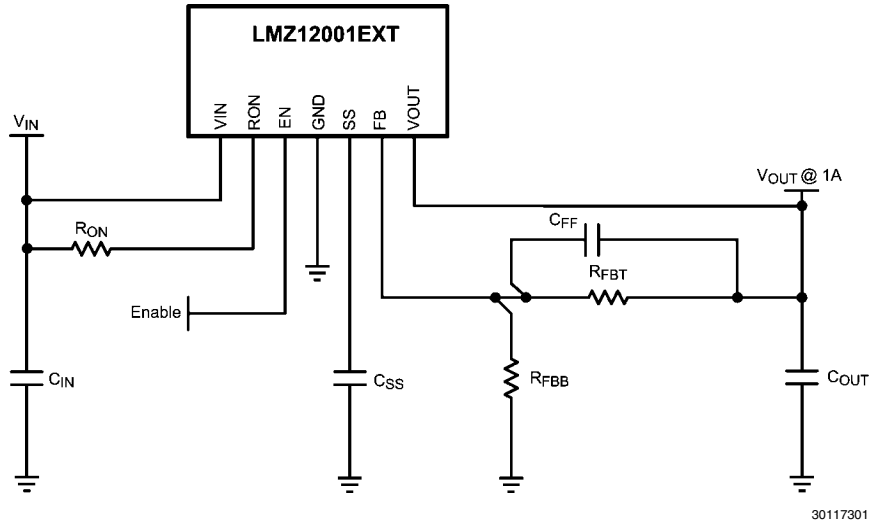 LMZ12001EXT
VIN
RON
EN
GND
SS
FB
VOUT
VIN
VOUT @ 1A
RON
CFF
RFBT
Enable
CIN
CSS
RFBB
COUT
30117301